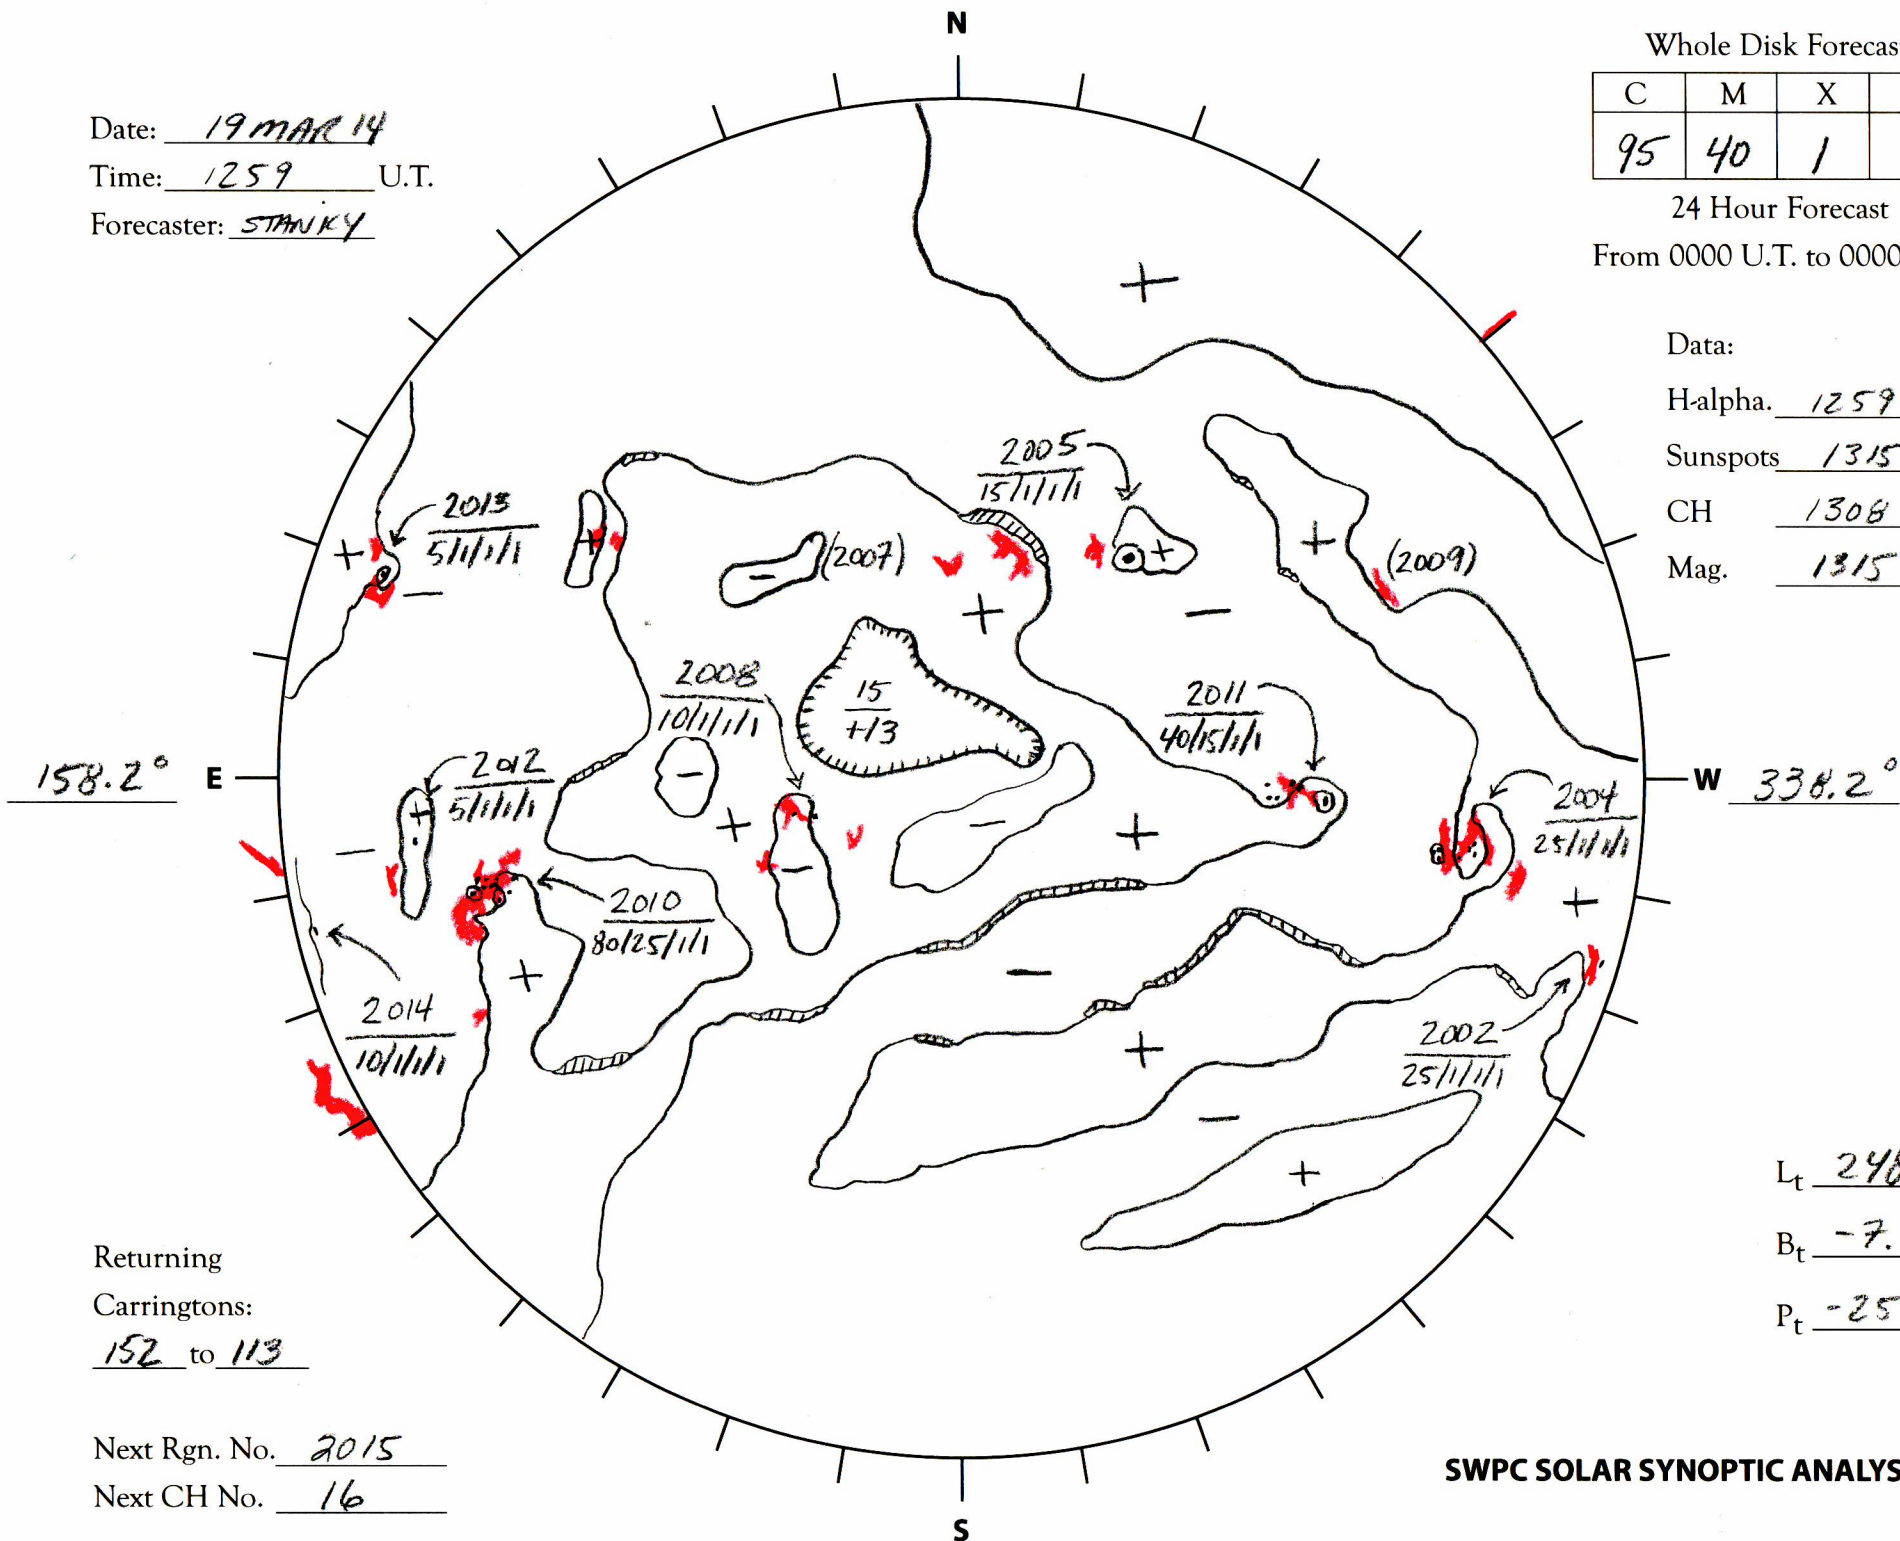 N
Whole Disk Forecas
C M X
95 40 1
24 Hour Forecast
From 0000 U.T. to 0000
Date: 19 MAR 14
Time: 1259 U.T.
Forecaster: STANKY
Data:
H-alpha. 1259
Sunspots 1315
CH 1308
Mag. 1315
+
2005
15/1/1/1
2013
5/1/1/1
+
+
(2007)
-
+
(2009)
+
-
+
-
2008
10/1/1/1
15
+13
2011
40/15/1/1
158.2° E
W 338.2°
2012
5/1/1/1
+
-
-
+
-
-
+
2004
25/1/1/1
+
2010
80/25/1/1
+
-
2014
10/1/1/1
+
2002
25/1/1/1
-
+
Lt 248
Bt -7.
Pt -25
Returning
Carringtons:
152 to 113
Next Rgn. No. 2015
Next CH No. 16
SWPC SOLAR SYNOPTIC ANALYS
S